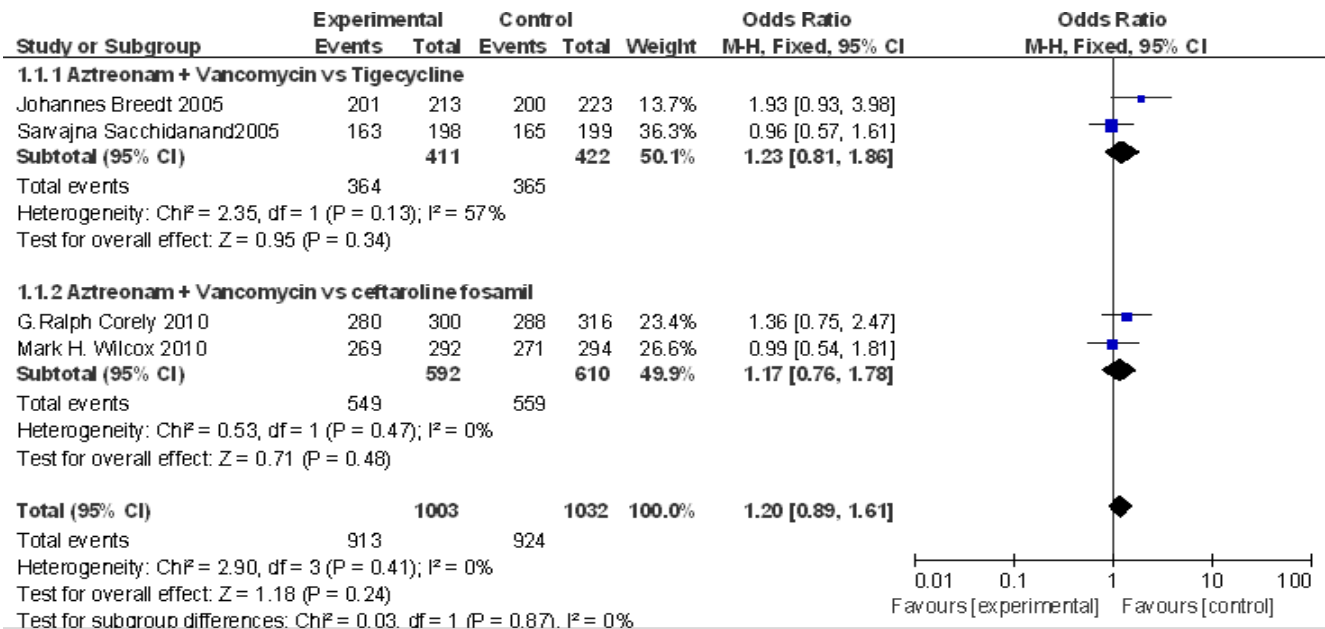 Experimental Control Odds Ratio Odds Ratio
Study or Subgroup Events Total Events Total Weight M-H, Fixed, 95% CI M-H, Fixed, 95% CI
1.1.1 Aztreonam + Vancomycin vs Tigecycline
Johannes Breedt 2005 201 213 200 223 13.7% 1.93 [0.93, 3.98]
Sarvajna Sacchidanand2005 163 198 165 199 36.3% 0.96 [0.57, 1.61]
Subtotal (95% CI) 411 422 50.1% 1.23 [0.81, 1.86]
Total events 364 365
Heterogeneity: Chi² = 2.35, df = 1 (P = 0.13); I² = 57%
Test for overall effect: Z = 0.95 (P = 0.34)
1.1.2 Aztreonam + Vancomycin vs ceftaroline fosamil
G.Ralph Corely 2010 280 300 288 316 23.4% 1.36 [0.75, 2.47]
Mark H. Wilcox 2010 269 292 271 294 26.6% 0.99 [0.54, 1.81]
Subtotal (95% CI) 592 610 49.9% 1.17 [0.76, 1.78]
Total events 549 559
Heterogeneity: Chi² = 0.53, df = 1 (P = 0.47); I² = 0%
Test for overall effect: Z = 0.71 (P = 0.48)
Total (95% CI) 1003 1032 100.0% 1.20 [0.89, 1.61]
Total events 913 924
Heterogeneity: Chi² = 2.90, df = 3 (P = 0.41); I² = 0%
Test for overall effect: Z = 1.18 (P = 0.24)
Test for subgroup differences: Chi² = 0.03, df = 1 (P = 0.87), I² = 0%
0.01 0.1 1 10 100
Favours [experimental] Favours [control]